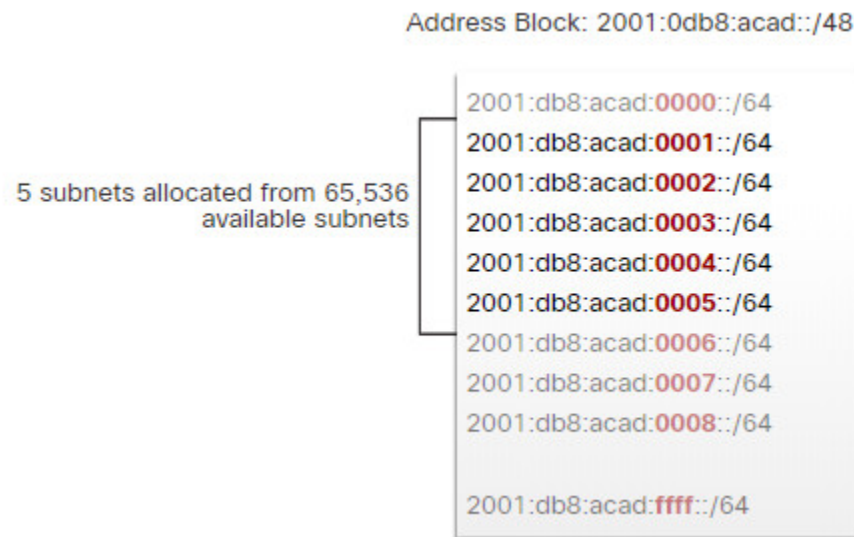 Address Block: 2001:0db8:acad::/48
2001:db8:acad:0000::/64
2001:db8:acad:0001::/64
2001:db8:acad:0002::/64
2001:db8:acad:0003::/64
2001:db8:acad:0004::/64
2001:db8:acad:0005::/64
2001:db8:acad:0006::/64
2001:db8:acad:0007::/64
2001:db8:acad:0008::/64
2001:db8:acad:ffff::/64
5 subnets allocated from 65,536
available subnets